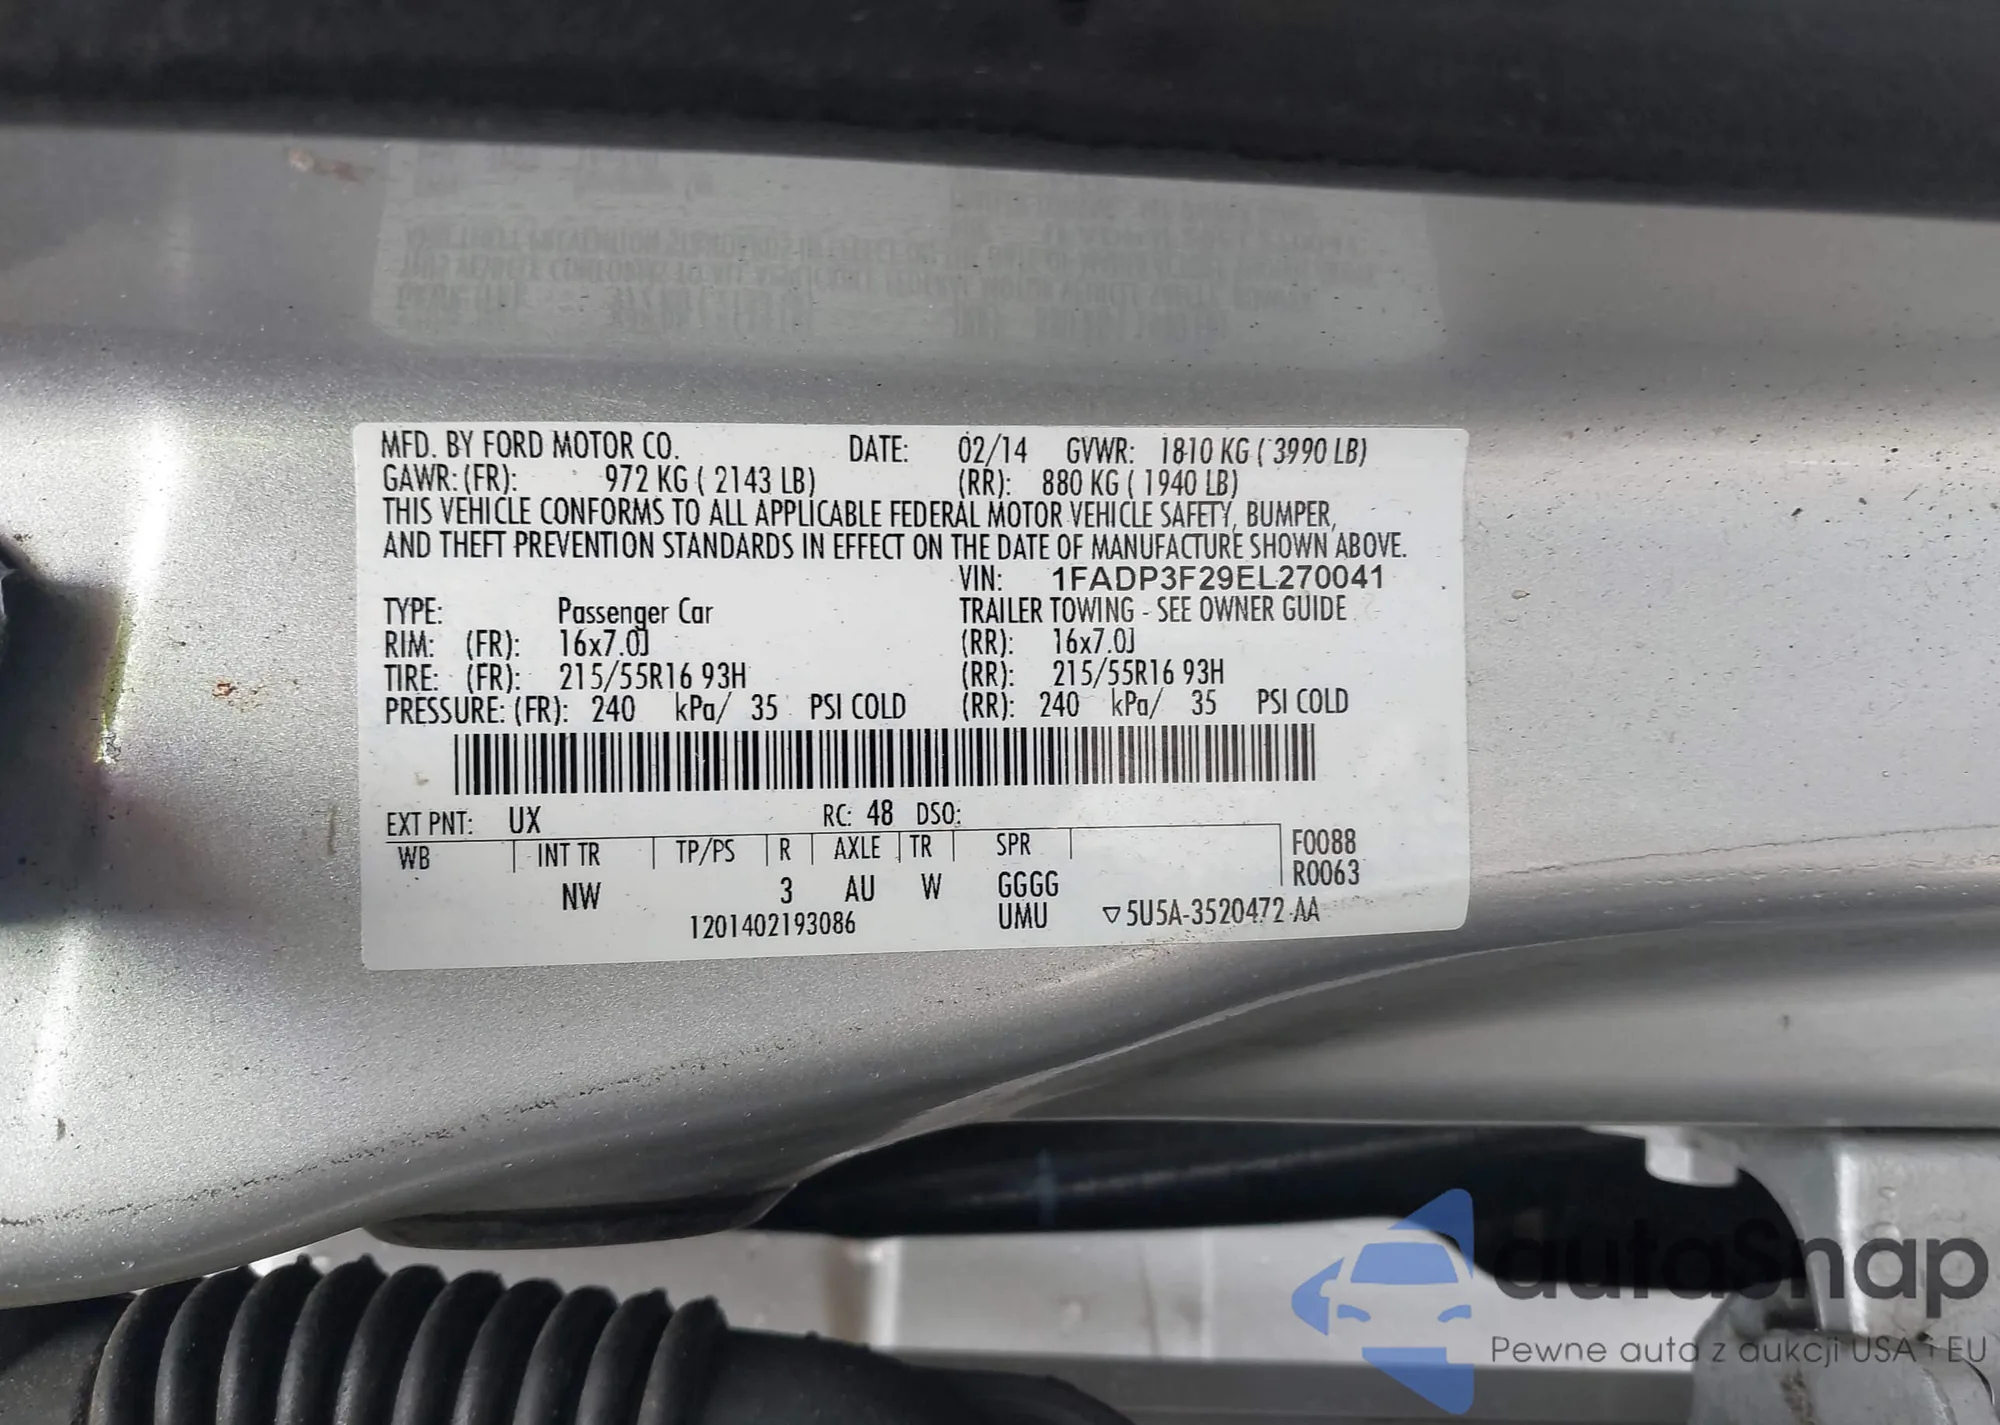 MFD. BY FORD MOTOR CO. DATE: 02/14 GVWR: 1810 KG ( 3990 LB)
GAWR: (FR): 972 KG ( 2143 LB) (RR): 880 KG ( 1940 LB)
THIS VEHICLE CONFORMS TO ALL APPLICABLE FEDERAL MOTOR VEHICLE SAFETY, BUMPER,
AND THEFT PREVENTION STANDARDS IN EFFECT ON THE DATE OF MANUFACTURE SHOWN ABOVE.
VIN: 1FADP3F29EL270041
TYPE: Passenger Car TRAILER TOWING - SEE OWNER GUIDE
RIM: (FR): 16x7.0J (RR): 16x7.0J
TIRE: (FR): 215/55R16 93H (RR): 215/55R16 93H
PRESSURE: (FR): 240 kPa/ 35 PSI COLD (RR): 240 kPa/ 35 PSI COLD
EXT PNT: UX RC: 48 DSO:
WB INT TR TP/PS R AXLE TR SPR F0088
R0063
NW 3 AU W GGGG
1201402193086 UMU ▽5U5A-3520472-AA
autaSnap
Pewne auta z aukcji USA i EU